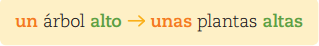 un árbol alto → unas plantas altas